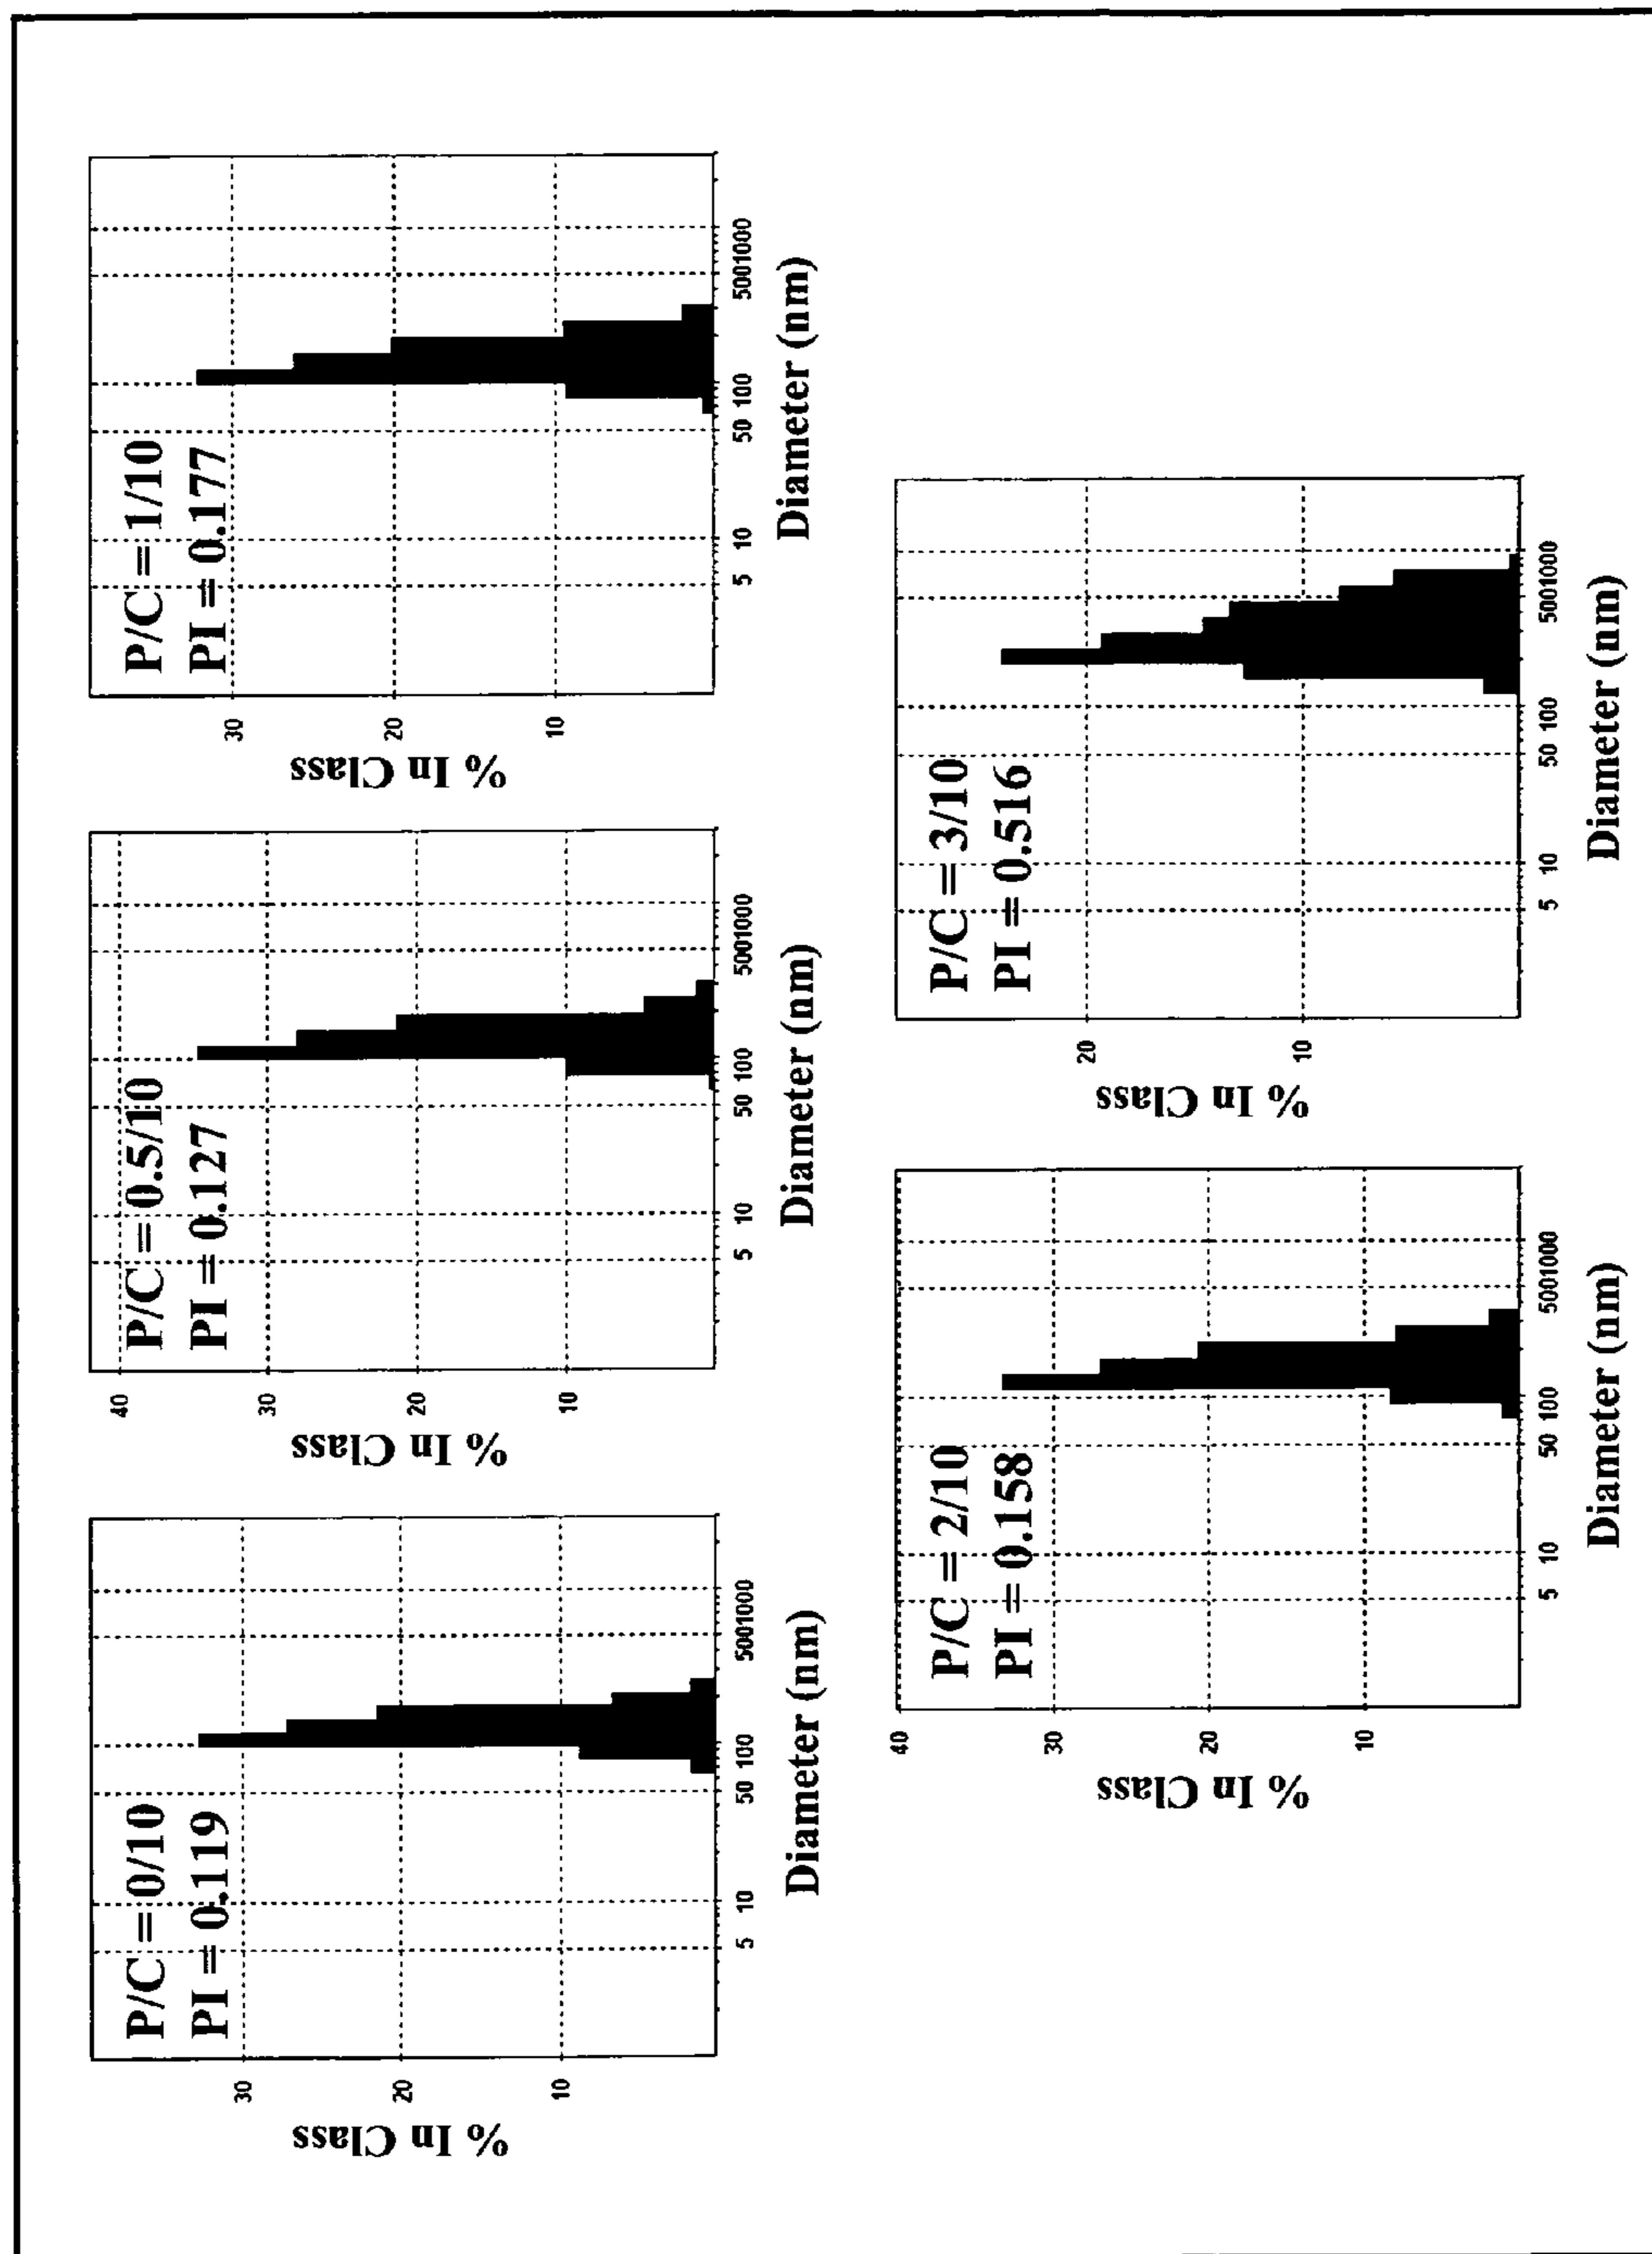 P/C = 0/10
PI = 0.119
30
20
10
% In Class
5 10 50 100 5001000
Diameter (nm)
P/C = 0.5/10
PI = 0.127
40
30
20
10
% In Class
5 10 50 100 5001000
Diameter (nm)
P/C = 1/10
PI = 0.177
30
20
10
% In Class
5 10 50 100 5001000
Diameter (nm)
P/C = 2/10
PI = 0.158
40
30
20
10
% In Class
5 10 50 100 5001000
Diameter (nm)
P/C = 3/10
PI = 0.516
20
10
% In Class
5 10 50 100 5001000
Diameter (nm)